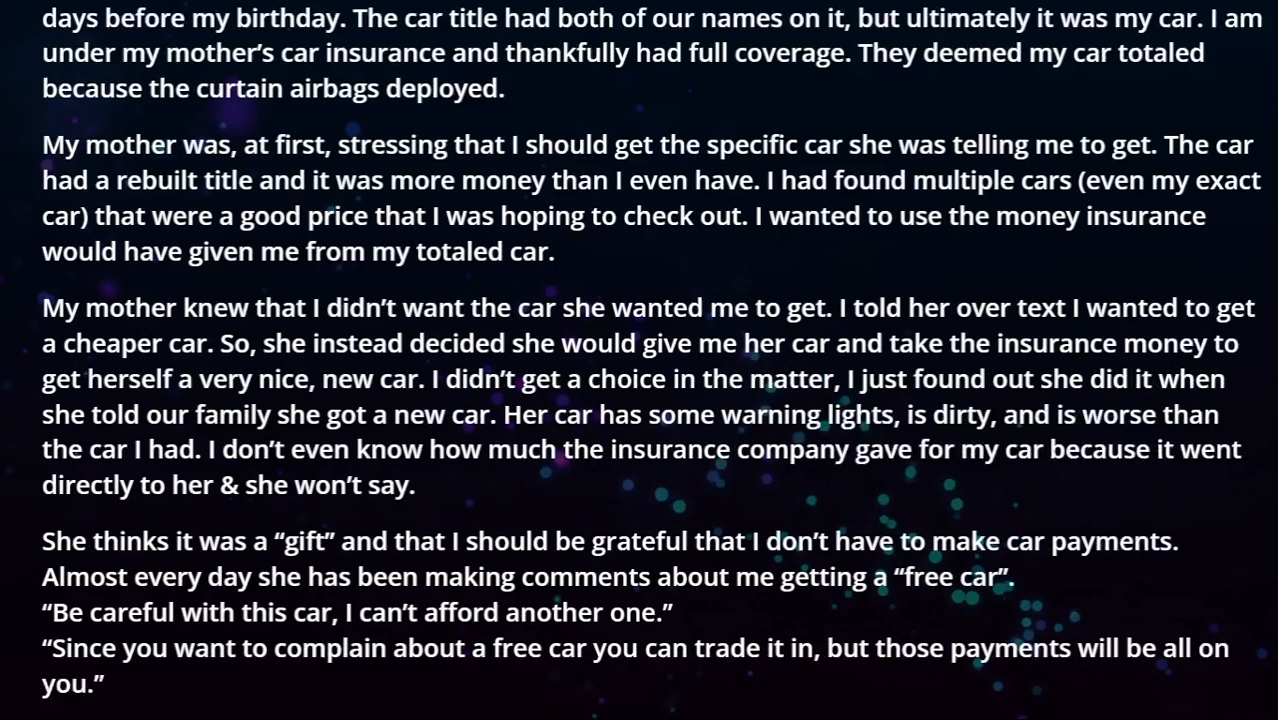 days before my birthday. The car title had both of our names on it, but ultimately it was my car. I am
under my mother’s car insurance and thankfully had full coverage. They deemed my car totaled
because the curtain airbags deployed.
My mother was, at first, stressing that I should get the specific car she was telling me to get. The car
had a rebuilt title and it was more money than I even have. I had found multiple cars (even my exact
car) that were a good price that I was hoping to check out. I wanted to use the money insurance
would have given me from my totaled car.
My mother knew that I didn’t want the car she wanted me to get. I told her over text I wanted to get
a cheaper car. So, she instead decided she would give me her car and take the insurance money to
get herself a very nice, new car. I didn’t get a choice in the matter, I just found out she did it when
she told our family she got a new car. Her car has some warning lights, is dirty, and is worse than
the car I had. I don’t even know how much the insurance company gave for my car because it went
directly to her & she won’t say.
She thinks it was a “gift” and that I should be grateful that I don’t have to make car payments.
Almost every day she has been making comments about me getting a “free car”.
“Be careful with this car, I can’t afford another one.”
“Since you want to complain about a free car you can trade it in, but those payments will be all on
you.”